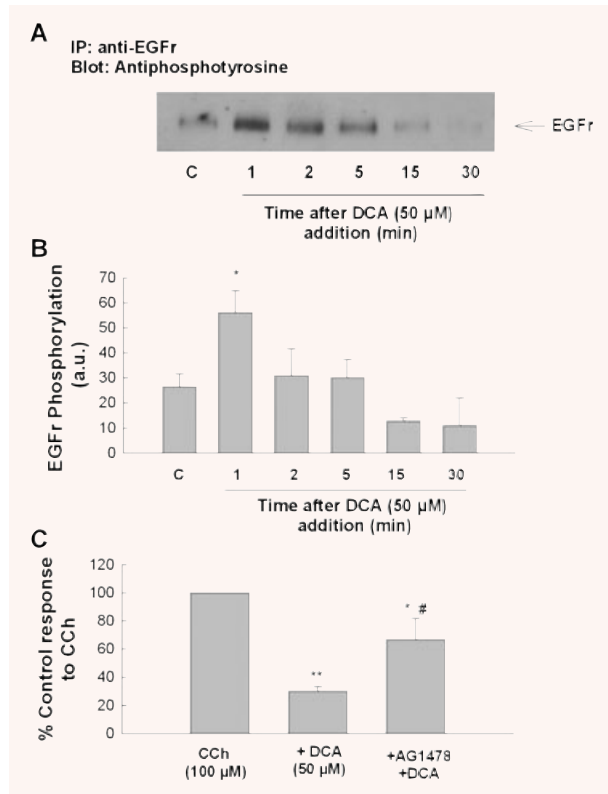 A
IP: anti-EGFr
Blot: Antiphosphotyrosine
EGFr
C 1 2 5 15 30
Time after DCA (50 µM)
addition (min)
B
EGFr Phosphorylation
(a.u.)
70
60
50
40
30
20
10
0
*
C 1 2 5 15 30
Time after DCA (50 µM)
addition (min)
C
% Control response
to CCh
120
100
80
60
40
20
0
**
* #
CCh
(100 µM)
+ DCA
(50 µM)
+AG1478
+DCA